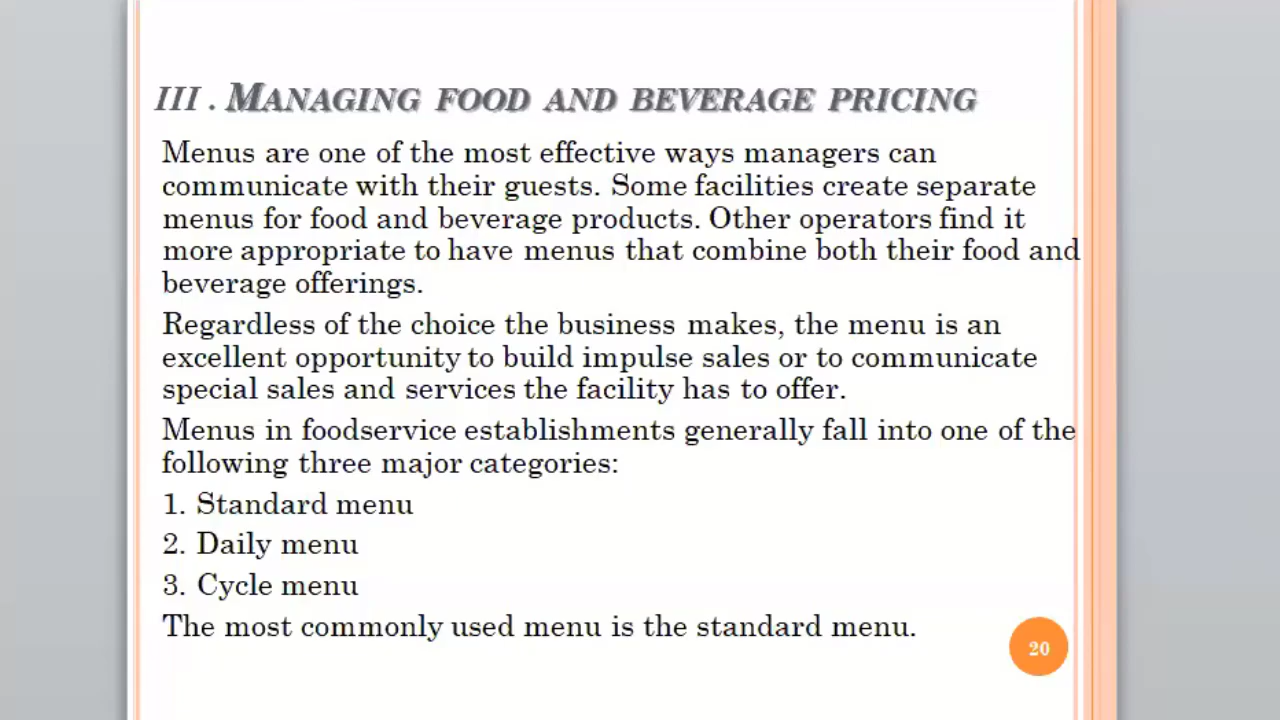 III . MANAGING FOOD AND BEVERAGE PRICING
Menus are one of the most effective ways managers can
communicate with their guests. Some facilities create separate
menus for food and beverage products. Other operators find it
more appropriate to have menus that combine both their food and
beverage offerings.
Regardless of the choice the business makes, the menu is an
excellent opportunity to build impulse sales or to communicate
special sales and services the facility has to offer.
Menus in foodservice establishments generally fall into one of the
following three major categories:
1. Standard menu
2. Daily menu
3. Cycle menu
The most commonly used menu is the standard menu.
20